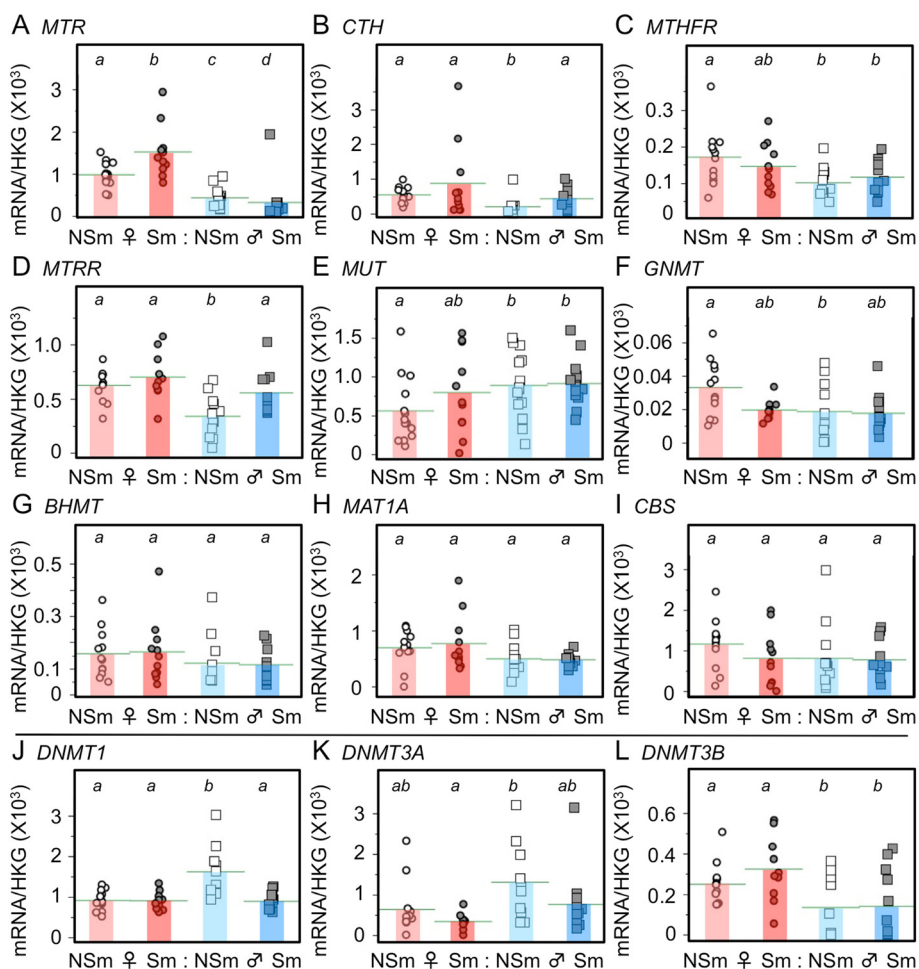 A MTR B CTH C MTHFR
mRNA/HKG (X10³) 3 2 1 0 a b c d
mRNA/HKG (X10³) 3 2 1 0 a a b a
mRNA/HKG (X10³) 0.3 0.1 0 a ab b b
NSm ♀ Sm : NSm ♂ Sm NSm ♀ Sm : NSm ♂ Sm NSm ♀ Sm : NSm ♂ Sm
D MTRR E MUT F GNMT
mRNA/HKG (X10³) 1.0 0.5 0 a a b a
mRNA/HKG (X10³) 1.5 1.0 0.5 0 a ab b b
mRNA/HKG (X10³) 0.06 0.04 0.02 0 a ab b ab
NSm ♀ Sm : NSm ♂ Sm NSm ♀ Sm : NSm ♂ Sm NSm ♀ Sm : NSm ♂ Sm
G BHMT H MAT1A I CBS
mRNA/HKG (X10³) 0.5 0.3 0.1 0 a a a a
mRNA/HKG (X10³) 2 1 0 a a a a
mRNA/HKG (X10³) 3 2 1 0 a a a a
NSm ♀ Sm : NSm ♂ Sm NSm ♀ Sm : NSm ♂ Sm NSm ♀ Sm : NSm ♂ Sm
J DNMT1 K DNMT3A L DNMT3B
mRNA/HKG (X10³) 3 2 1 0 a a b a
mRNA/HKG (X10³) 3 2 1 0 ab a b ab
mRNA/HKG (X10³) 0.6 0.4 0.2 0 a a b b
NSm ♀ Sm : NSm ♂ Sm NSm ♀ Sm : NSm ♂ Sm NSm ♀ Sm : NSm ♂ Sm